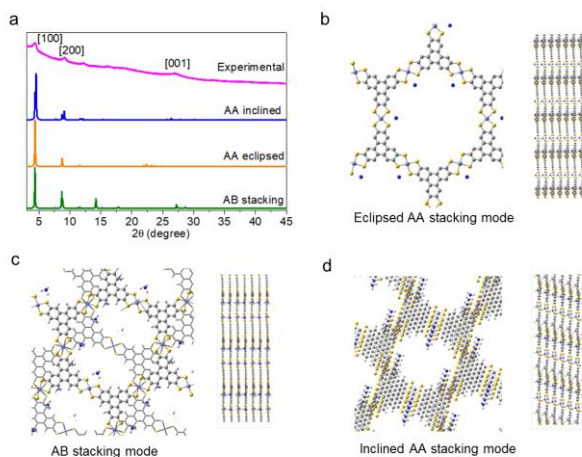 a
[100]
[200]
[001]
Experimental
AA inclined
AA eclipsed
AB stacking
5 10 15 20 25 30 35 40 45
2θ (degree)
b
Eclipsed AA stacking mode
c
AB stacking mode
d
Inclined AA stacking mode